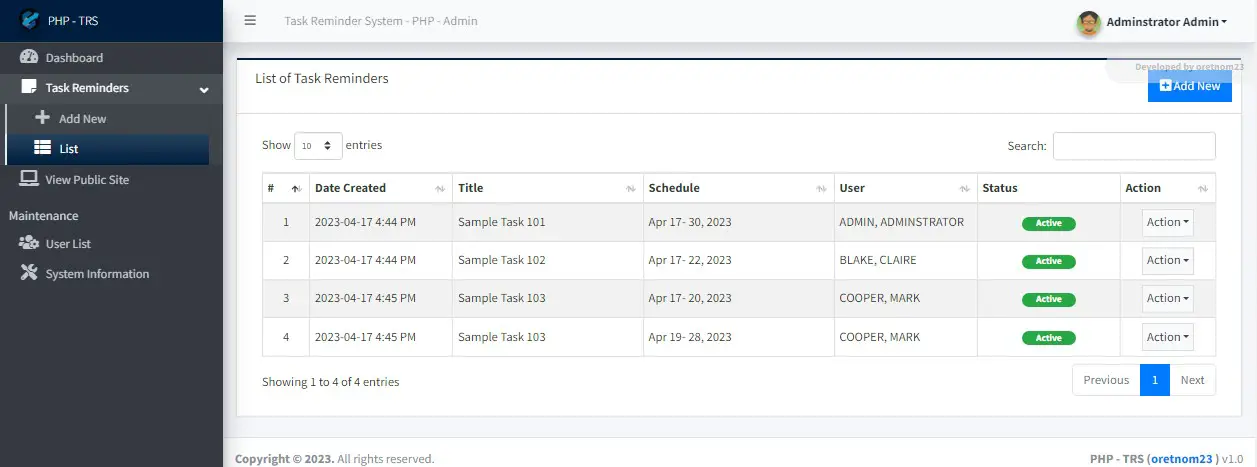 PHP - TRS
Task Reminder System - PHP - Admin
Adminstrator Admin
Dashboard
Task Reminders
Add New
List
View Public Site
Maintenance
User List
System Information
Developed by oretnom23
List of Task Reminders
Add New
Show 10 entries
Search:
# Date Created Title Schedule User Status Action
1 2023-04-17 4:44 PM Sample Task 101 Apr 17- 30, 2023 ADMIN, ADMINSTRATOR Active Action
2 2023-04-17 4:44 PM Sample Task 102 Apr 17- 22, 2023 BLAKE, CLAIRE Active Action
3 2023-04-17 4:45 PM Sample Task 103 Apr 17- 20, 2023 COOPER, MARK Active Action
4 2023-04-17 4:45 PM Sample Task 103 Apr 19- 28, 2023 COOPER, MARK Active Action
Showing 1 to 4 of 4 entries
Previous 1 Next
Copyright © 2023. All rights reserved.
PHP - TRS (oretnom23 ) v1.0